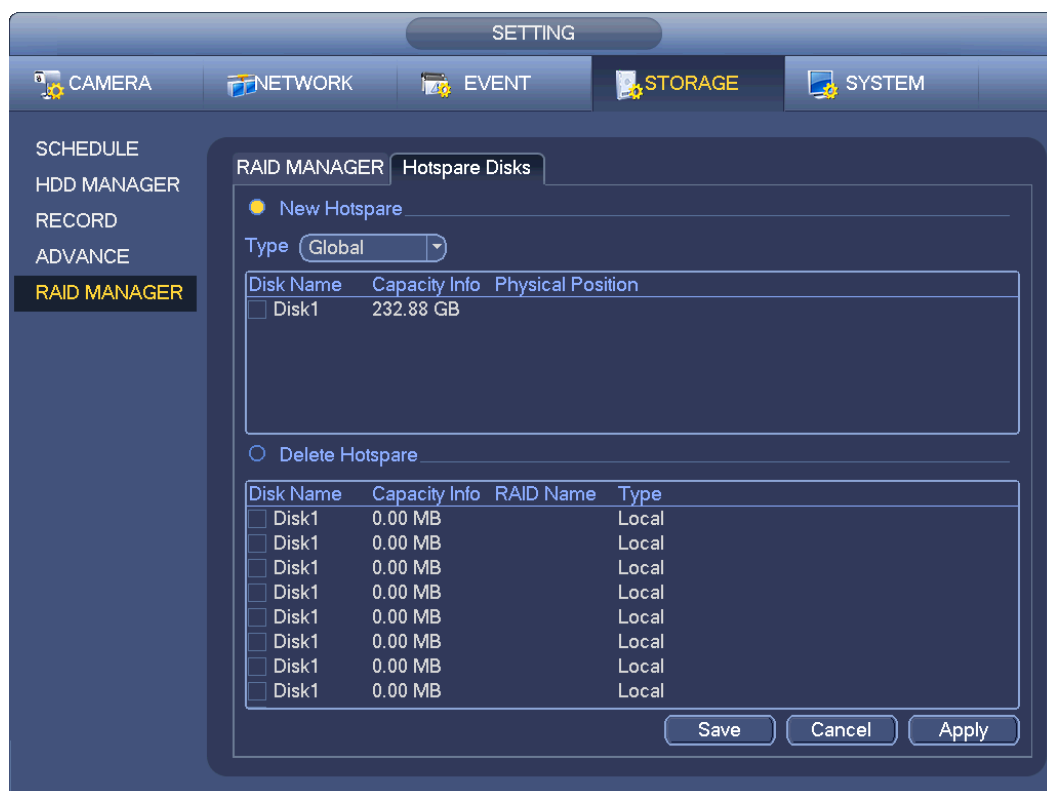 SETTING
CAMERA NETWORK EVENT STORAGE SYSTEM
SCHEDULE
HDD MANAGER
RECORD
ADVANCE
RAID MANAGER
RAID MANAGER Hotspare Disks
New Hotspare
Type Global
Disk Name Capacity Info Physical Position
Disk1 232.88 GB
Delete Hotspare
Disk Name Capacity Info RAID Name Type
Disk1 0.00 MB Local
Disk1 0.00 MB Local
Disk1 0.00 MB Local
Disk1 0.00 MB Local
Disk1 0.00 MB Local
Disk1 0.00 MB Local
Disk1 0.00 MB Local
Disk1 0.00 MB Local
Save Cancel Apply